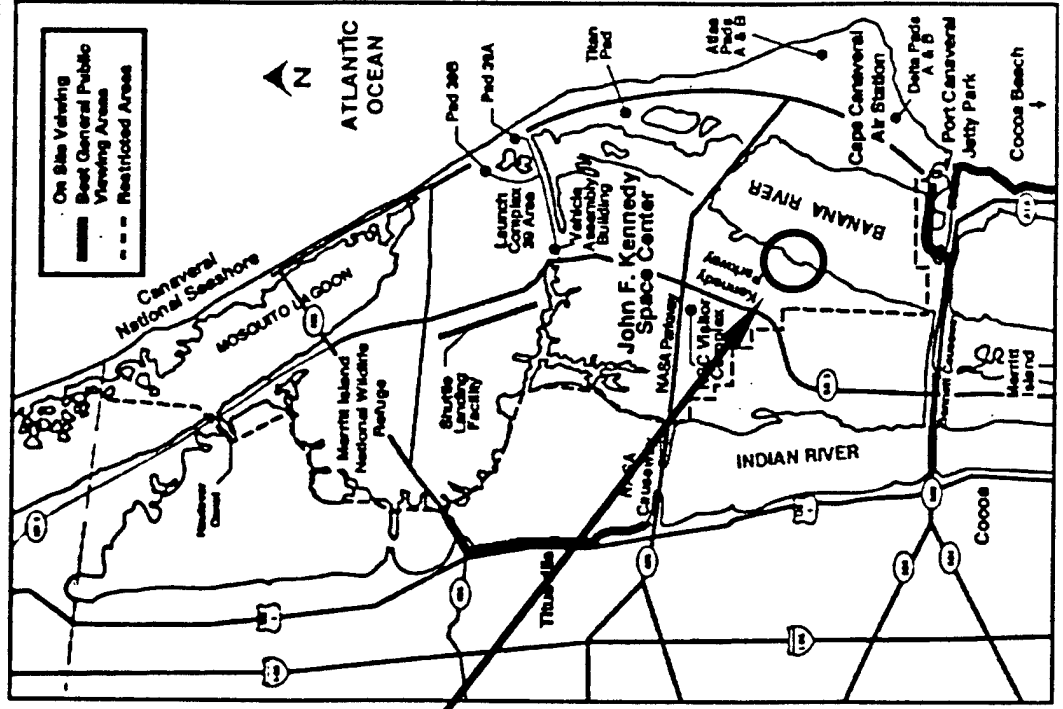 On Site Veiwing
Best General Public
Viewing Areas
Restricted Areas
N
ATLANTIC
OCEAN
Canaveral
National Seashore
MOSQUITO LAGOON
Merritt Island
National Wildlife
Refuge
Shuttle
Landing
Facility
Pad 39B
Pad 39A
Launch
Complex
39 Area
Vehicle
Assembly
Building
Titan
Pad
Atlas
Pads
A & B
John F. Kennedy
Space Center
NASA Parkway
Visitor
Complex
Kennedy
Parkway
BANANA RIVER
Cape Canaveral
Air Station
Delta Pads
A & B
Port Canaveral
Jetty Park
Cocoa Beach
Titusville
NASA
Causeway
INDIAN RIVER
Merritt
Island
Cocoa